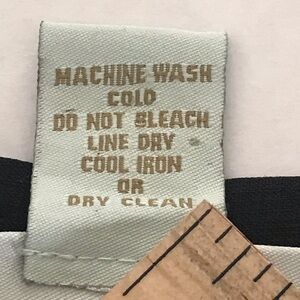 MACHINE WASH
COLD
DO NOT BLEACH
LINE DRY
COOL IRON
OR
DRY CLEAN